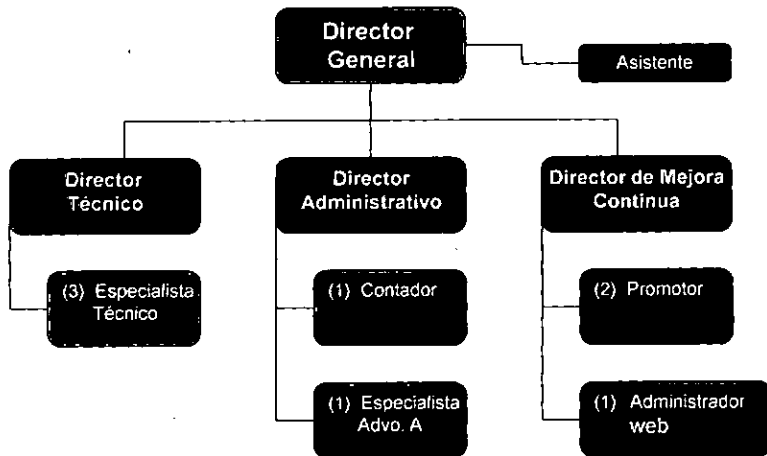 Director
General
Asistente
Director
Técnico
Director
Administrativo
Director de Mejora
Continua
(3) Especialista
Técnico
(1) Contador
(2) Promotor
(1) Especialista
Advo. A
(1) Administrador
web